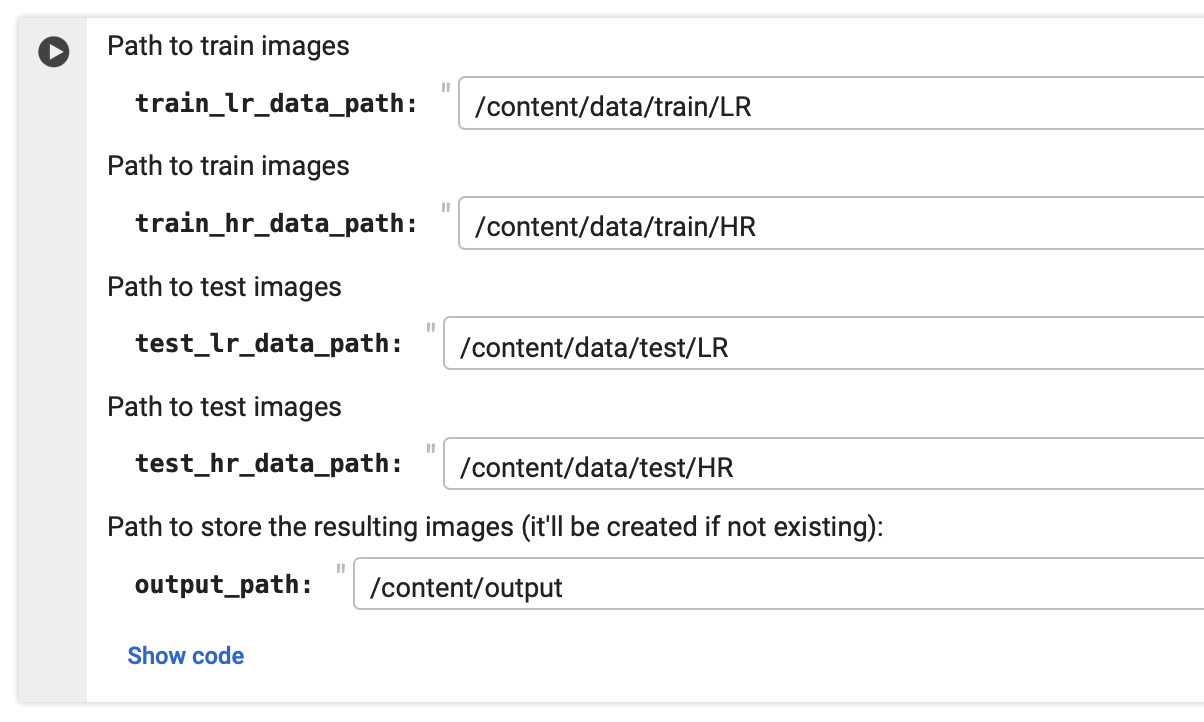 Path to train images
train_lr_data_path: " /content/data/train/LR
Path to train images
train_hr_data_path: " /content/data/train/HR
Path to test images
test_lr_data_path: " /content/data/test/LR
Path to test images
test_hr_data_path: " /content/data/test/HR
Path to store the resulting images (it'll be created if not existing):
output_path: " /content/output
Show code